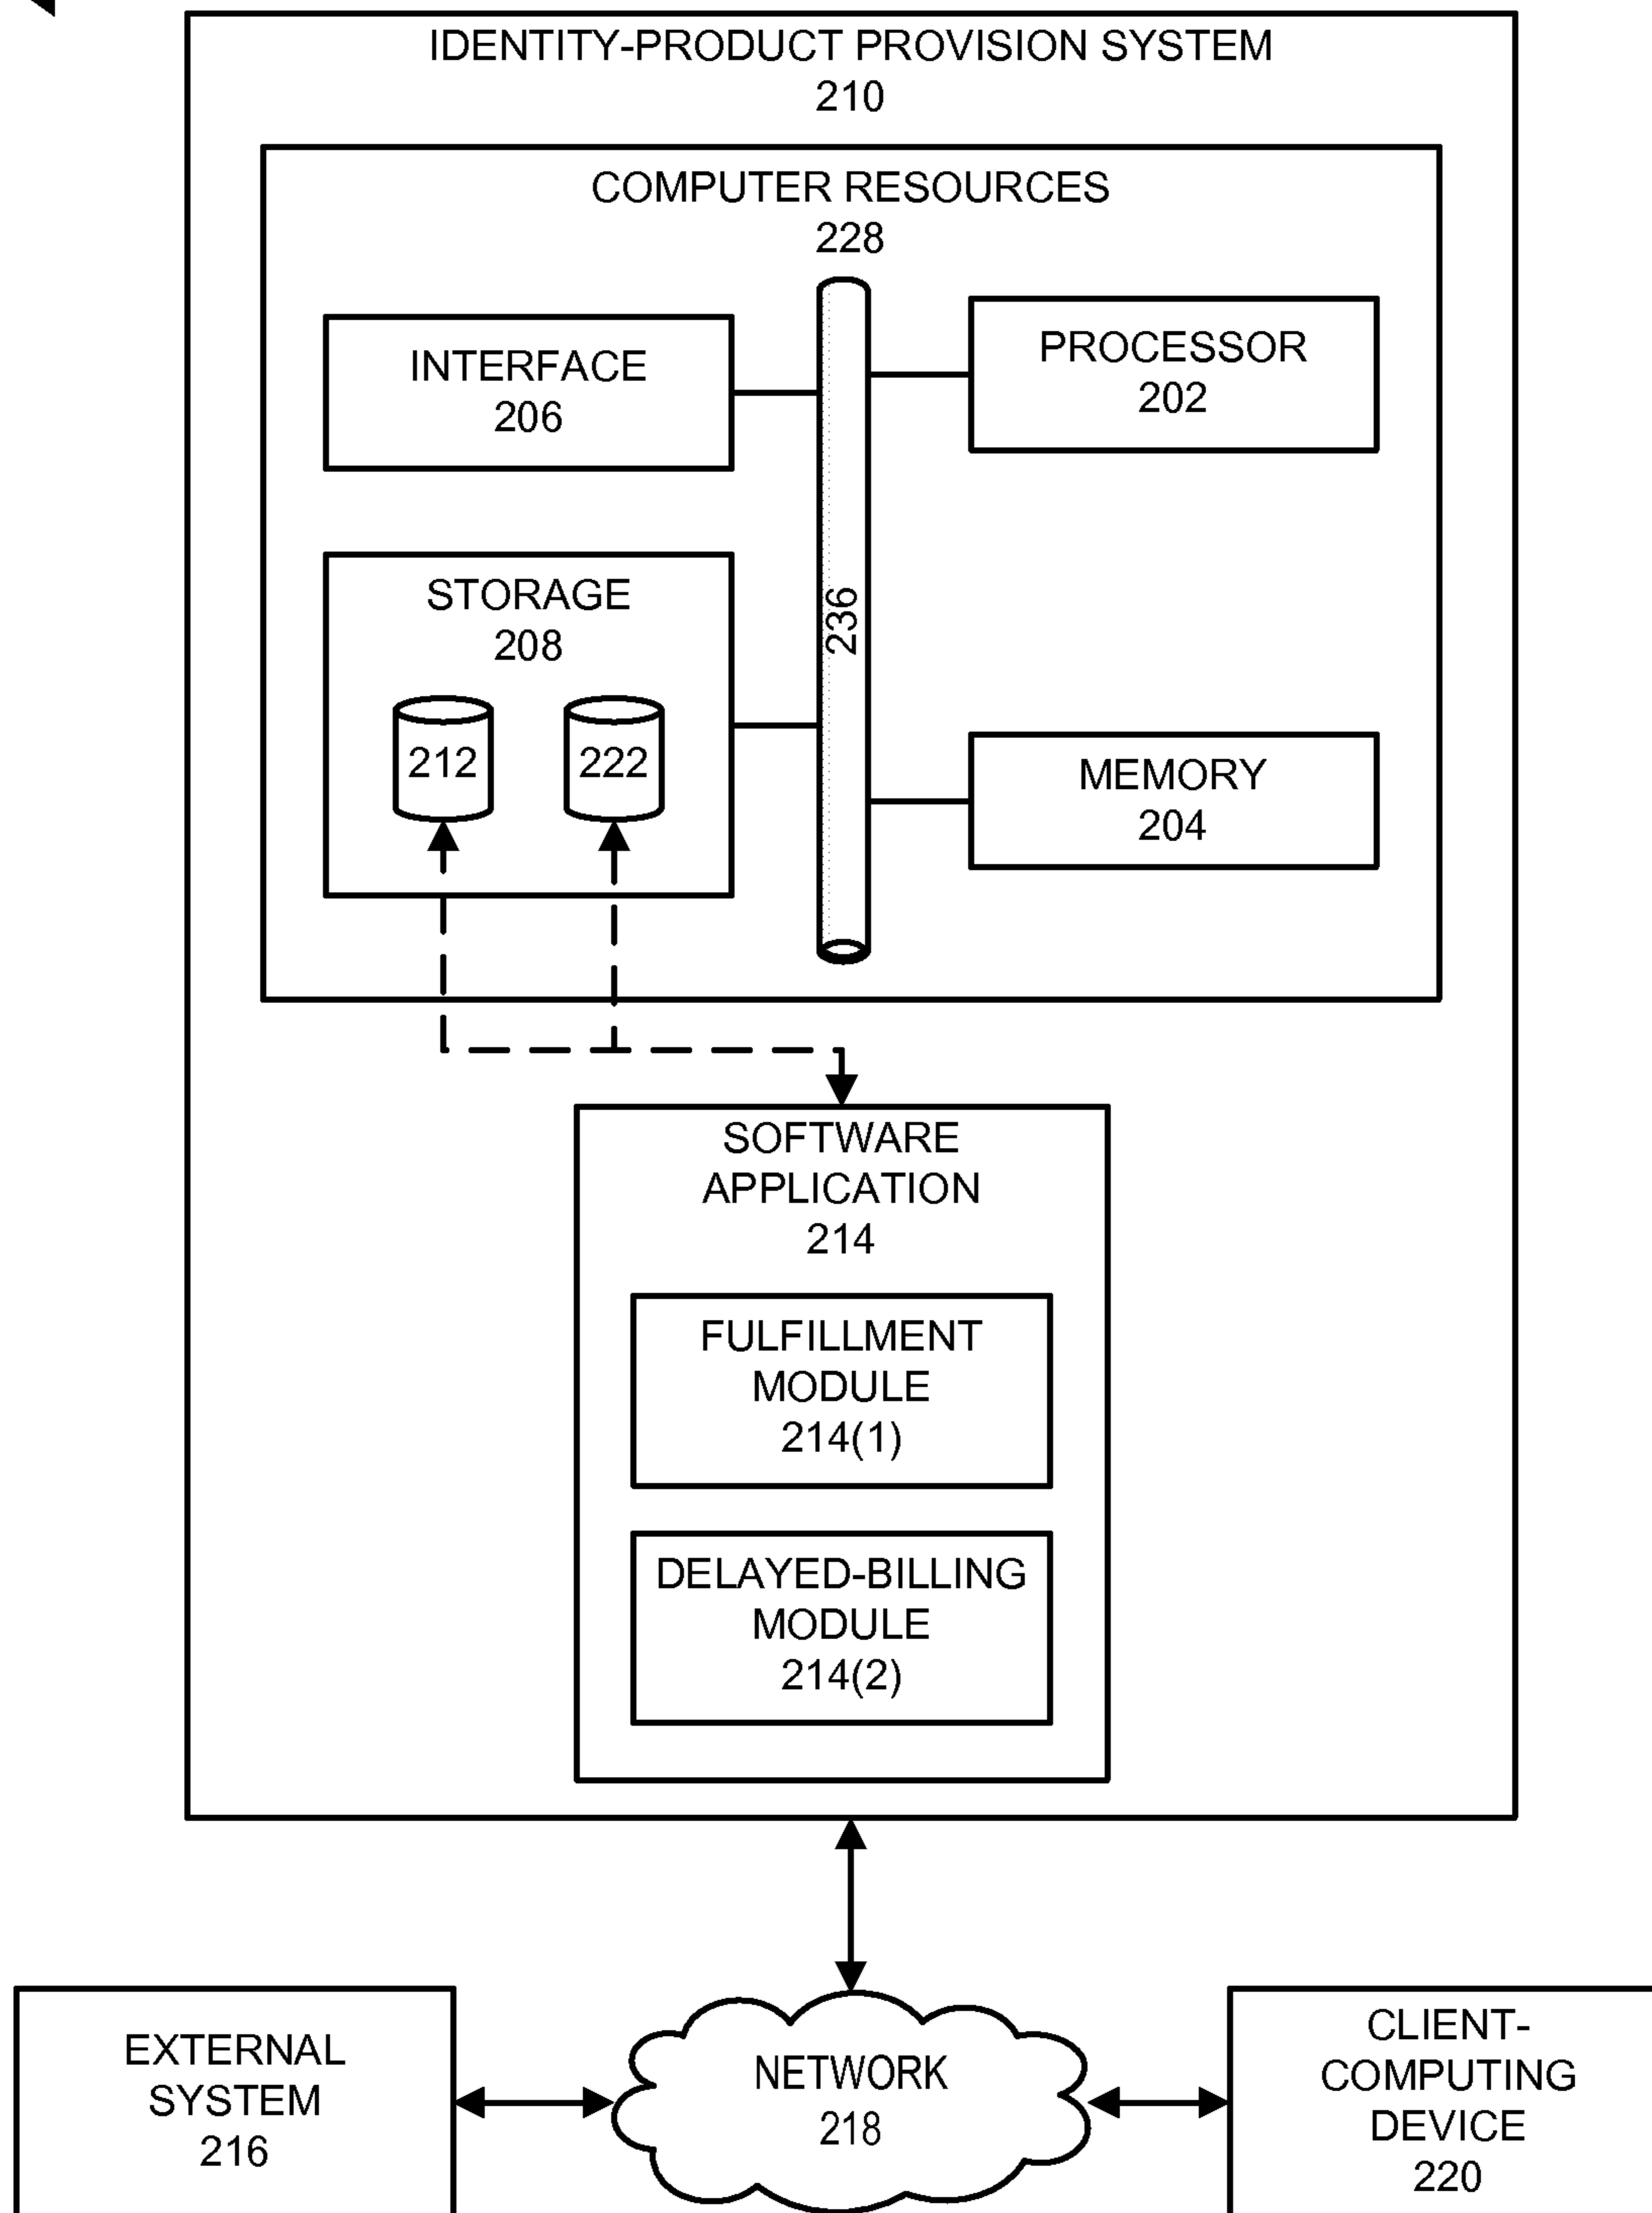 IDENTITY-PRODUCT PROVISION SYSTEM
210
COMPUTER RESOURCES
228
INTERFACE
206
PROCESSOR
202
STORAGE
208
212
222
236
MEMORY
204
SOFTWARE
APPLICATION
214
FULFILLMENT
MODULE
214(1)
DELAYED-BILLING
MODULE
214(2)
EXTERNAL
SYSTEM
216
NETWORK
218
CLIENT-
COMPUTING
DEVICE
220